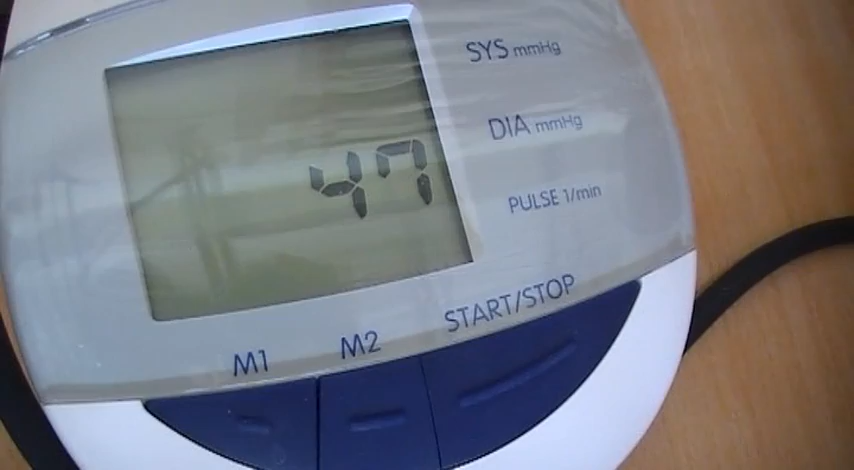 SYS mmHg
DIA mmHg
47
PULSE 1/min
M1 M2 START/STOP